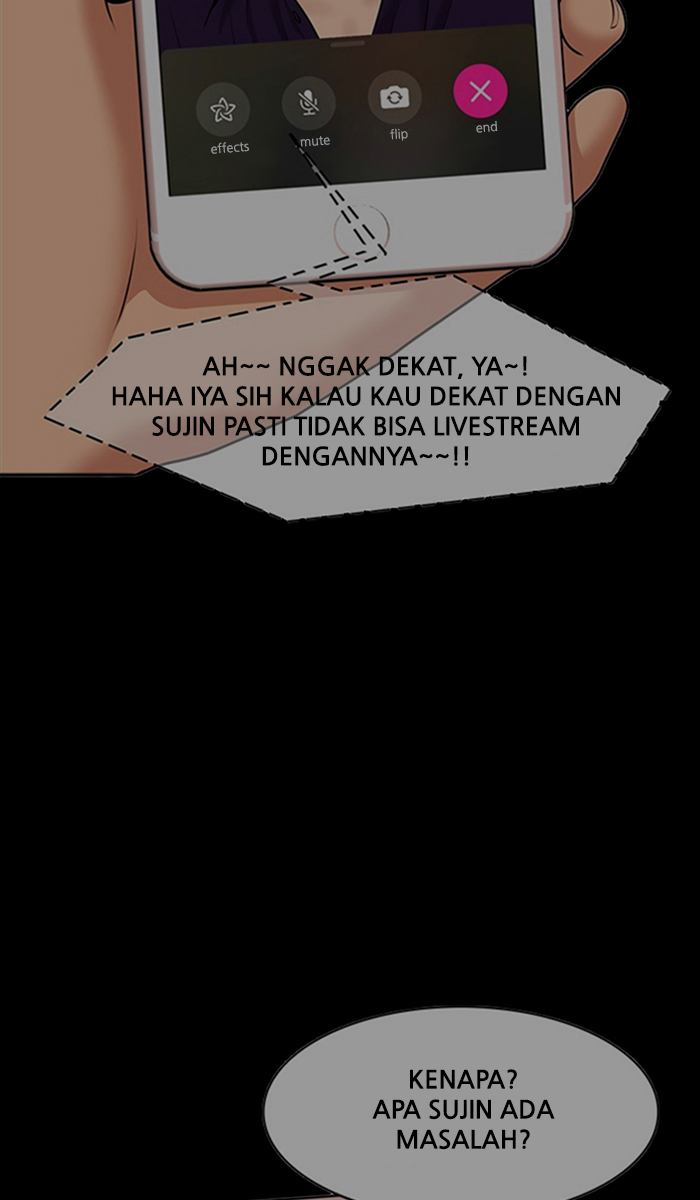 effects
mute
flip
end
AH~~ NGGAK DEKAT, YA~!
HAHA IYA SIH KALAU KAU DEKAT DENGAN
SUJIN PASTI TIDAK BISA LIVESTREAM
DENGANNYA~~!!
KENAPA?
APA SUJIN ADA
MASALAH?